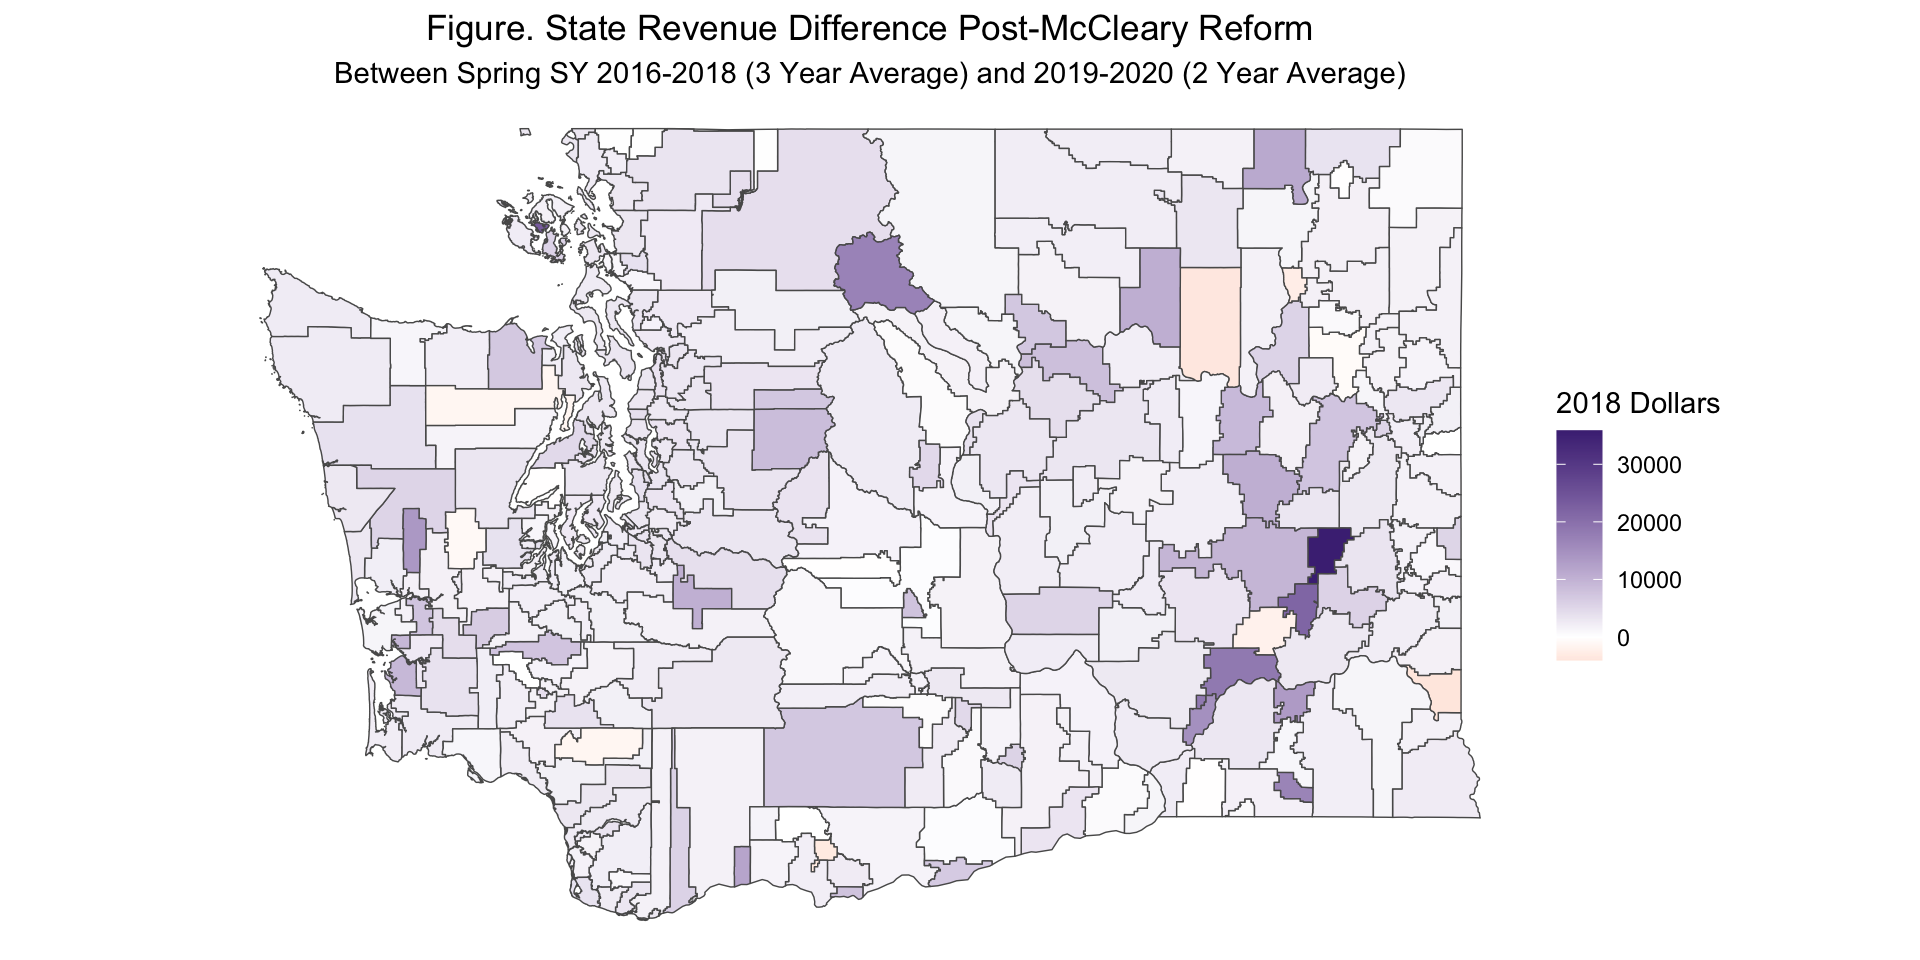 Figure. State Revenue Difference Post-McCleary Reform
Between Spring SY 2016-2018 (3 Year Average) and 2019-2020 (2 Year Average)
2018 Dollars
30000
20000
10000
0